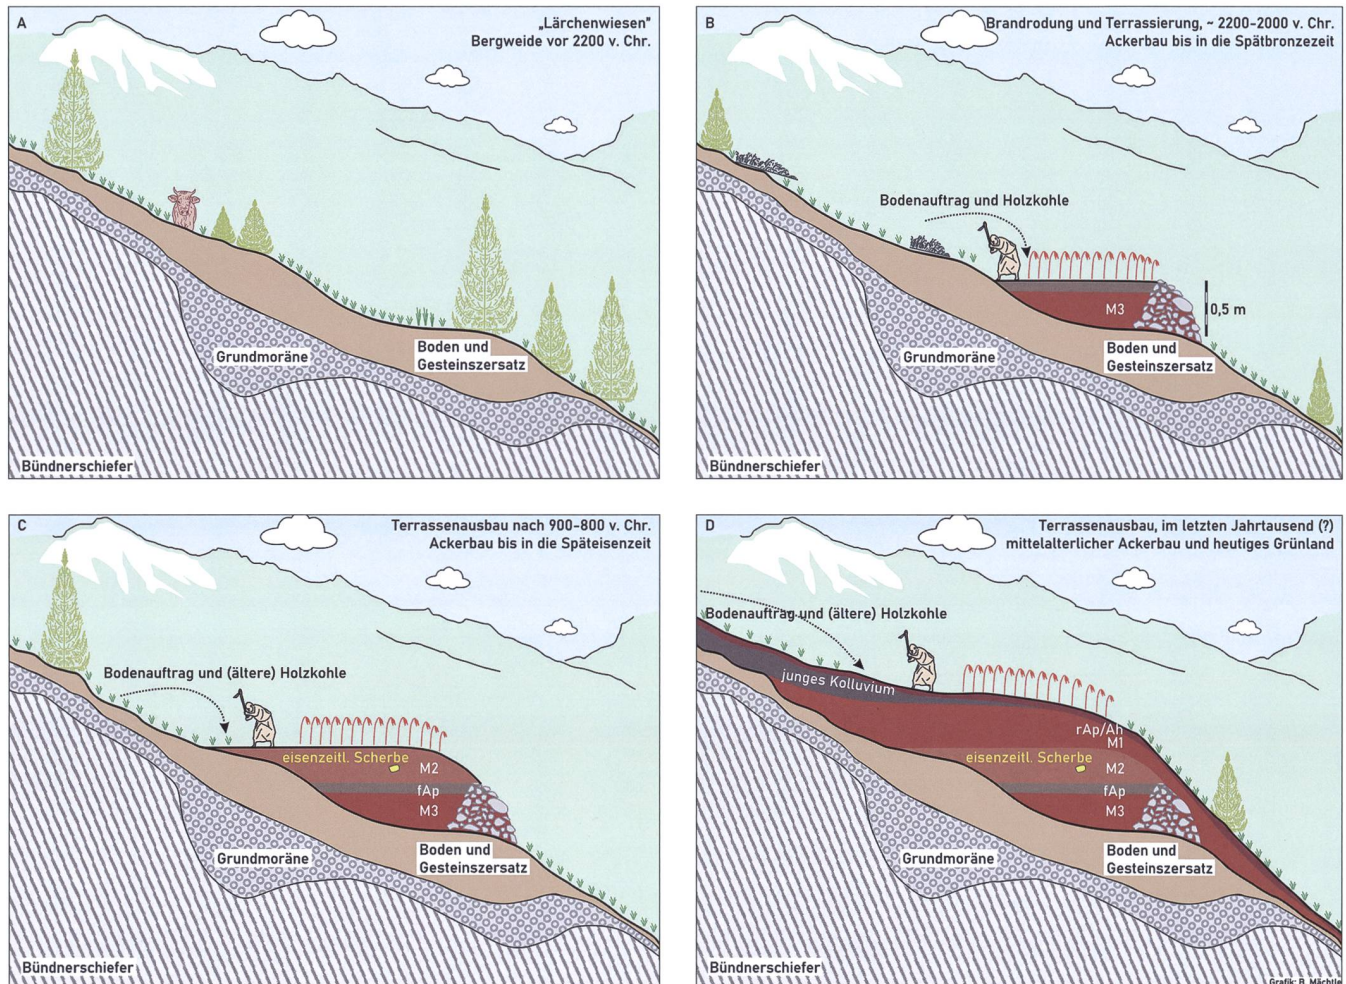 A
„Lärchenwiesen"
Bergweide vor 2200 v. Chr.
Grundmoräne
Boden und
Gesteinszersatz
Bündnerschiefer
B
Brandrodung und Terrassierung, ~ 2200-2000 v. Chr.
Ackerbau bis in die Spätbronzezeit
Bodenauftrag und Holzkohle
M3
0,5 m
Grundmoräne
Boden und
Gesteinszersatz
Bündnerschiefer
C
Terrassenausbau nach 900-800 v. Chr.
Ackerbau bis in die Späteisenzeit
Bodenauftrag und (ältere) Holzkohle
eisenzeitl. Scherbe
M2
fAp
M3
Grundmoräne
Boden und
Gesteinszersatz
Bündnerschiefer
D
Terrassenausbau, im letzten Jahrtausend (?)
mittelalterlicher Ackerbau und heutiges Grünland
Bodenauftrag und (ältere) Holzkohle
junges Kolluvium
rAp/Ah
M1
eisenzeitl. Scherbe
M2
fAp
M3
Grundmoräne
Boden und
Gesteinszersatz
Bündnerschiefer
Grafik: B. Mächtle